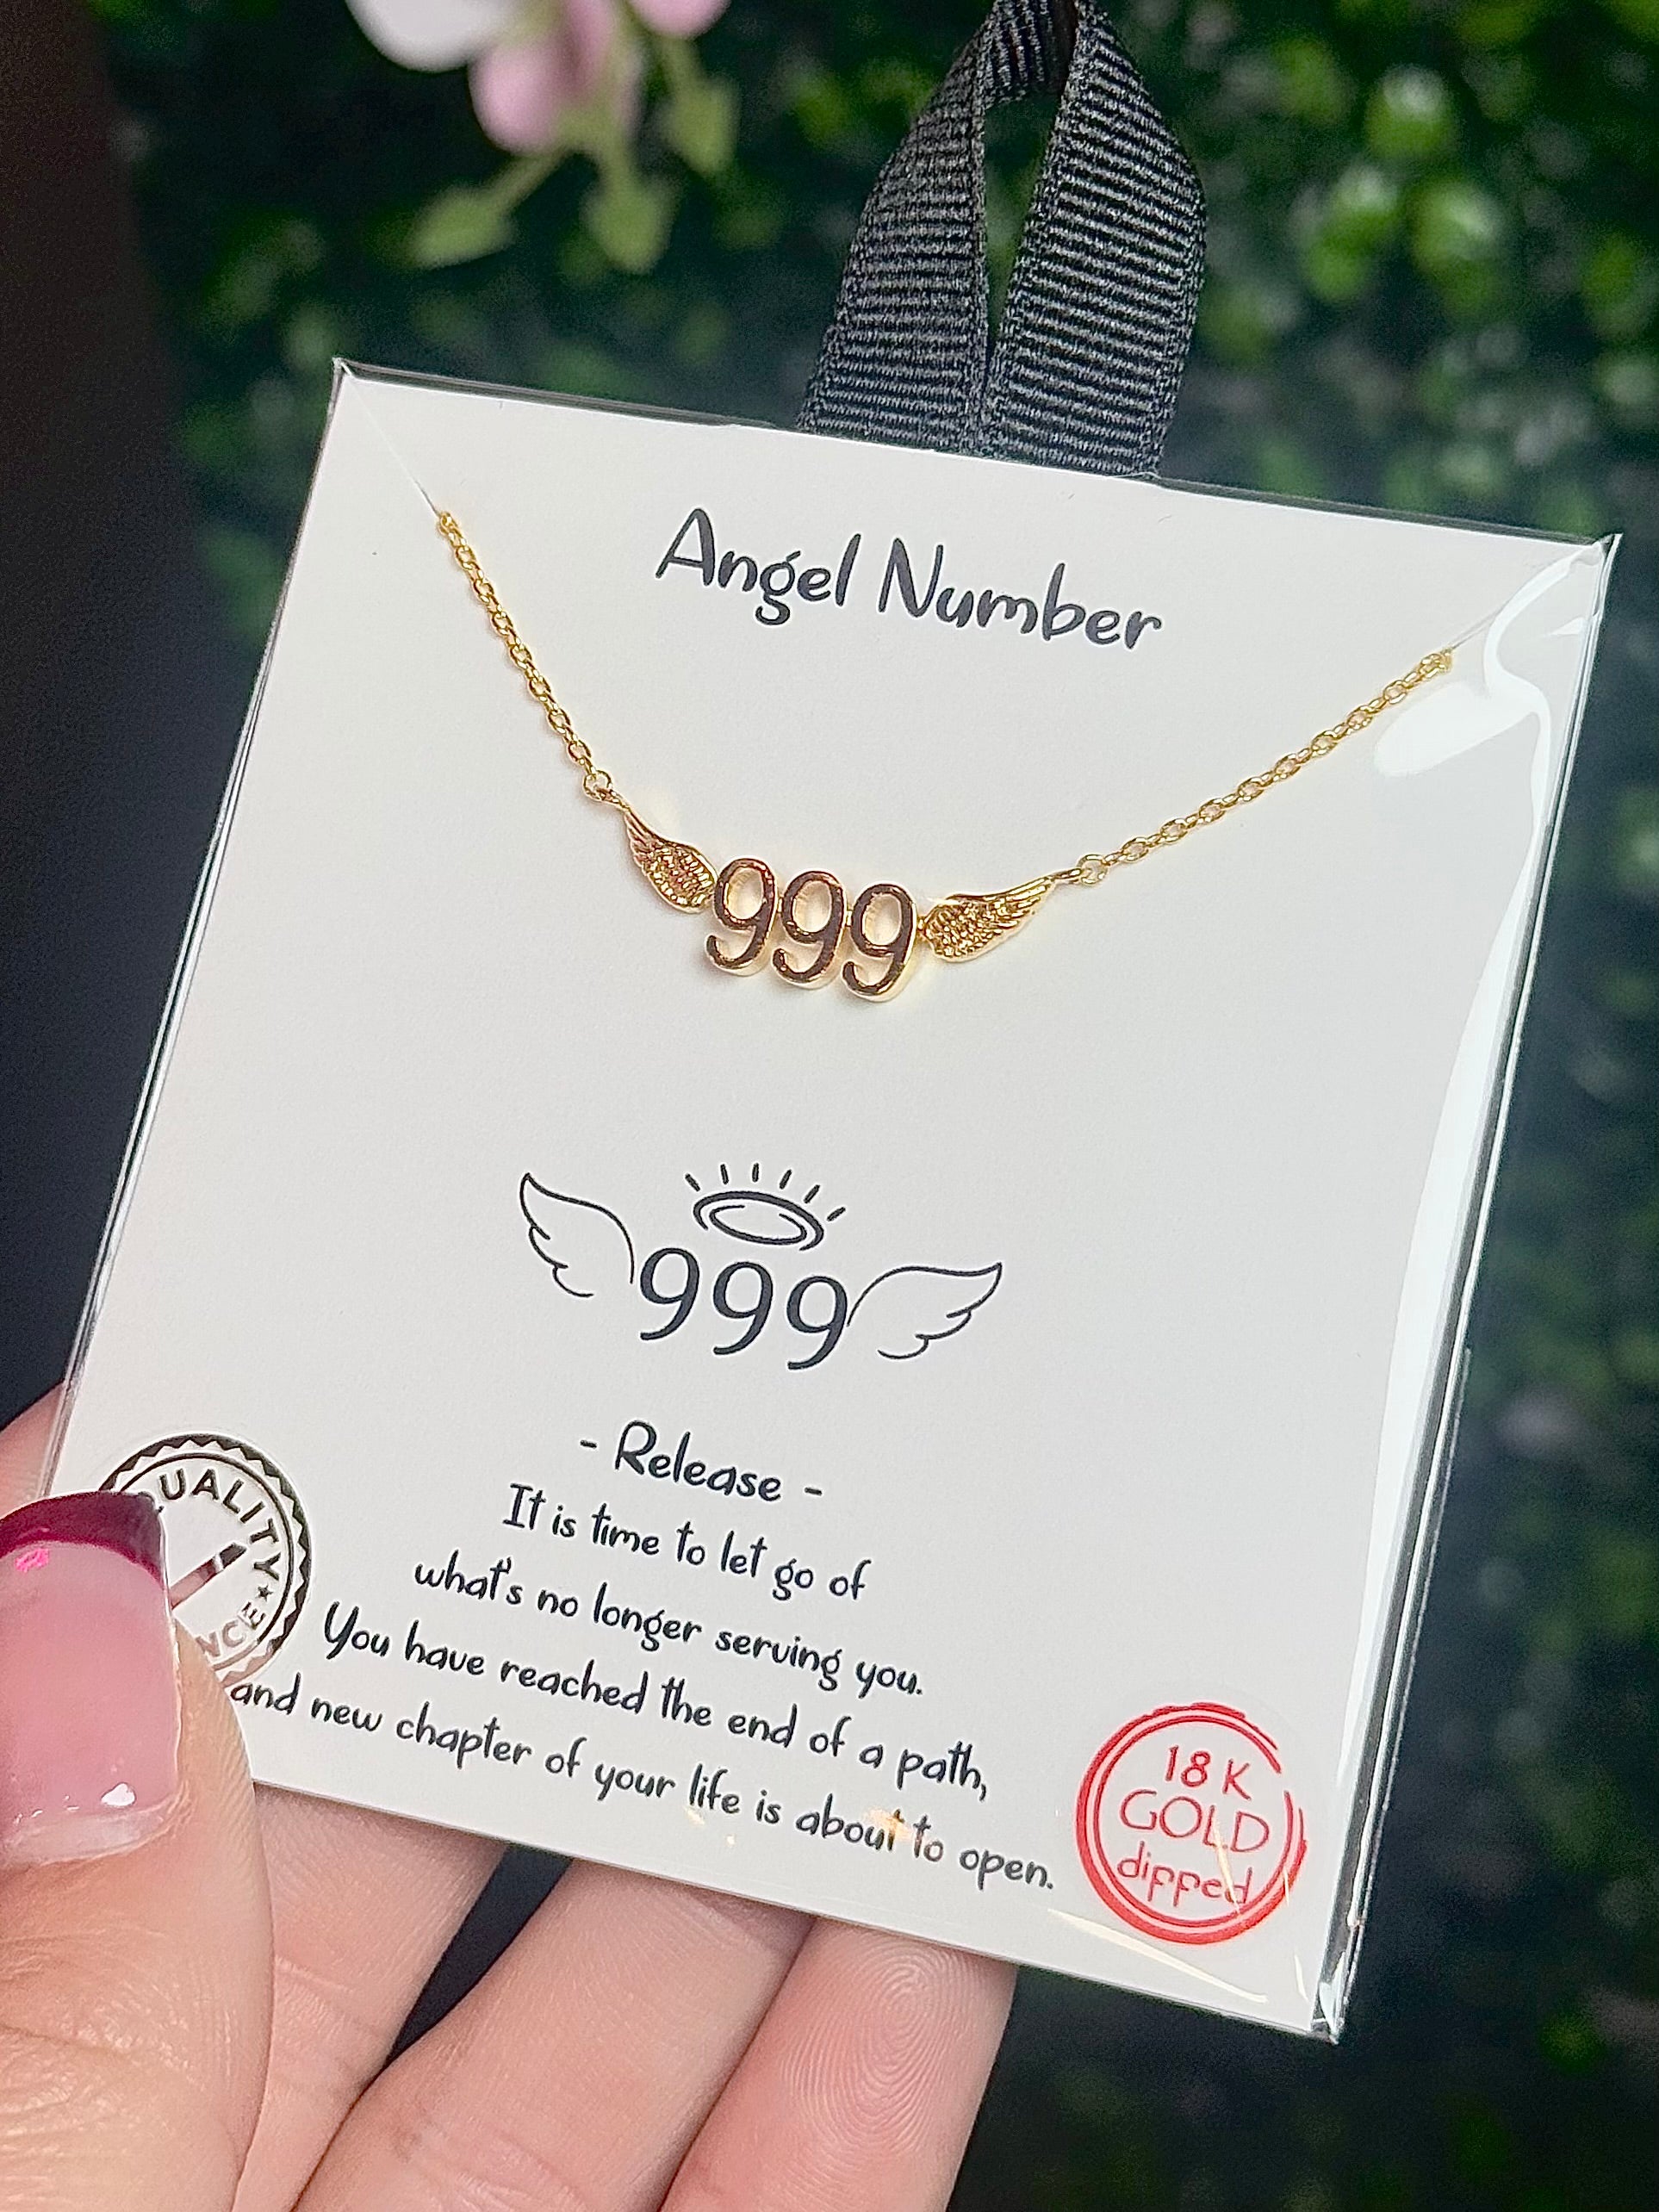 Angel Number
999
999
- Release -
It is time to let go of
what's no longer serving you.
You have reached the end of a path,
and new chapter of your life is about to open.
18 K
GOLD
dipped